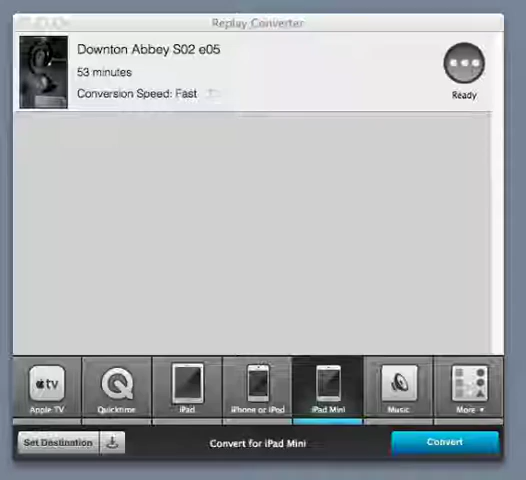 Replay Converter
Downton Abbey S02 e05
53 minutes
Conversion Speed: Fast
Ready
tv
Apple TV
Quicktime
iPad
iPhone or iPod
iPad Mini
Music
More
Set Destination
Convert for iPad Mini
Convert